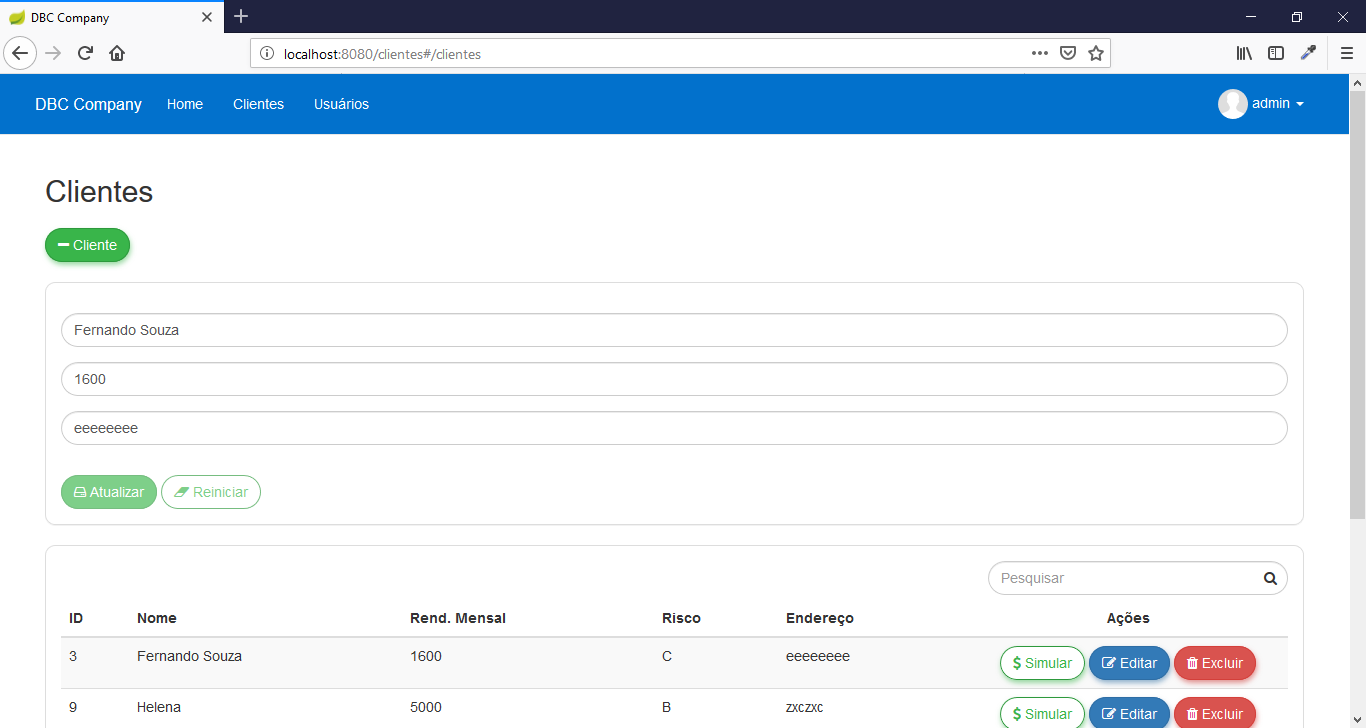 DBC Company
localhost:8080/clientes#/clientes
DBC Company Home Clientes Usuários admin
Clientes
Cliente
Fernando Souza
1600
eeeeeeee
Atualizar Reiniciar
Pesquisar
ID Nome Rend. Mensal Risco Endereço Ações
3 Fernando Souza 1600 C eeeeeeee $ Simular Editar Excluir
9 Helena 5000 B zxczxc $ Simular Editar Excluir